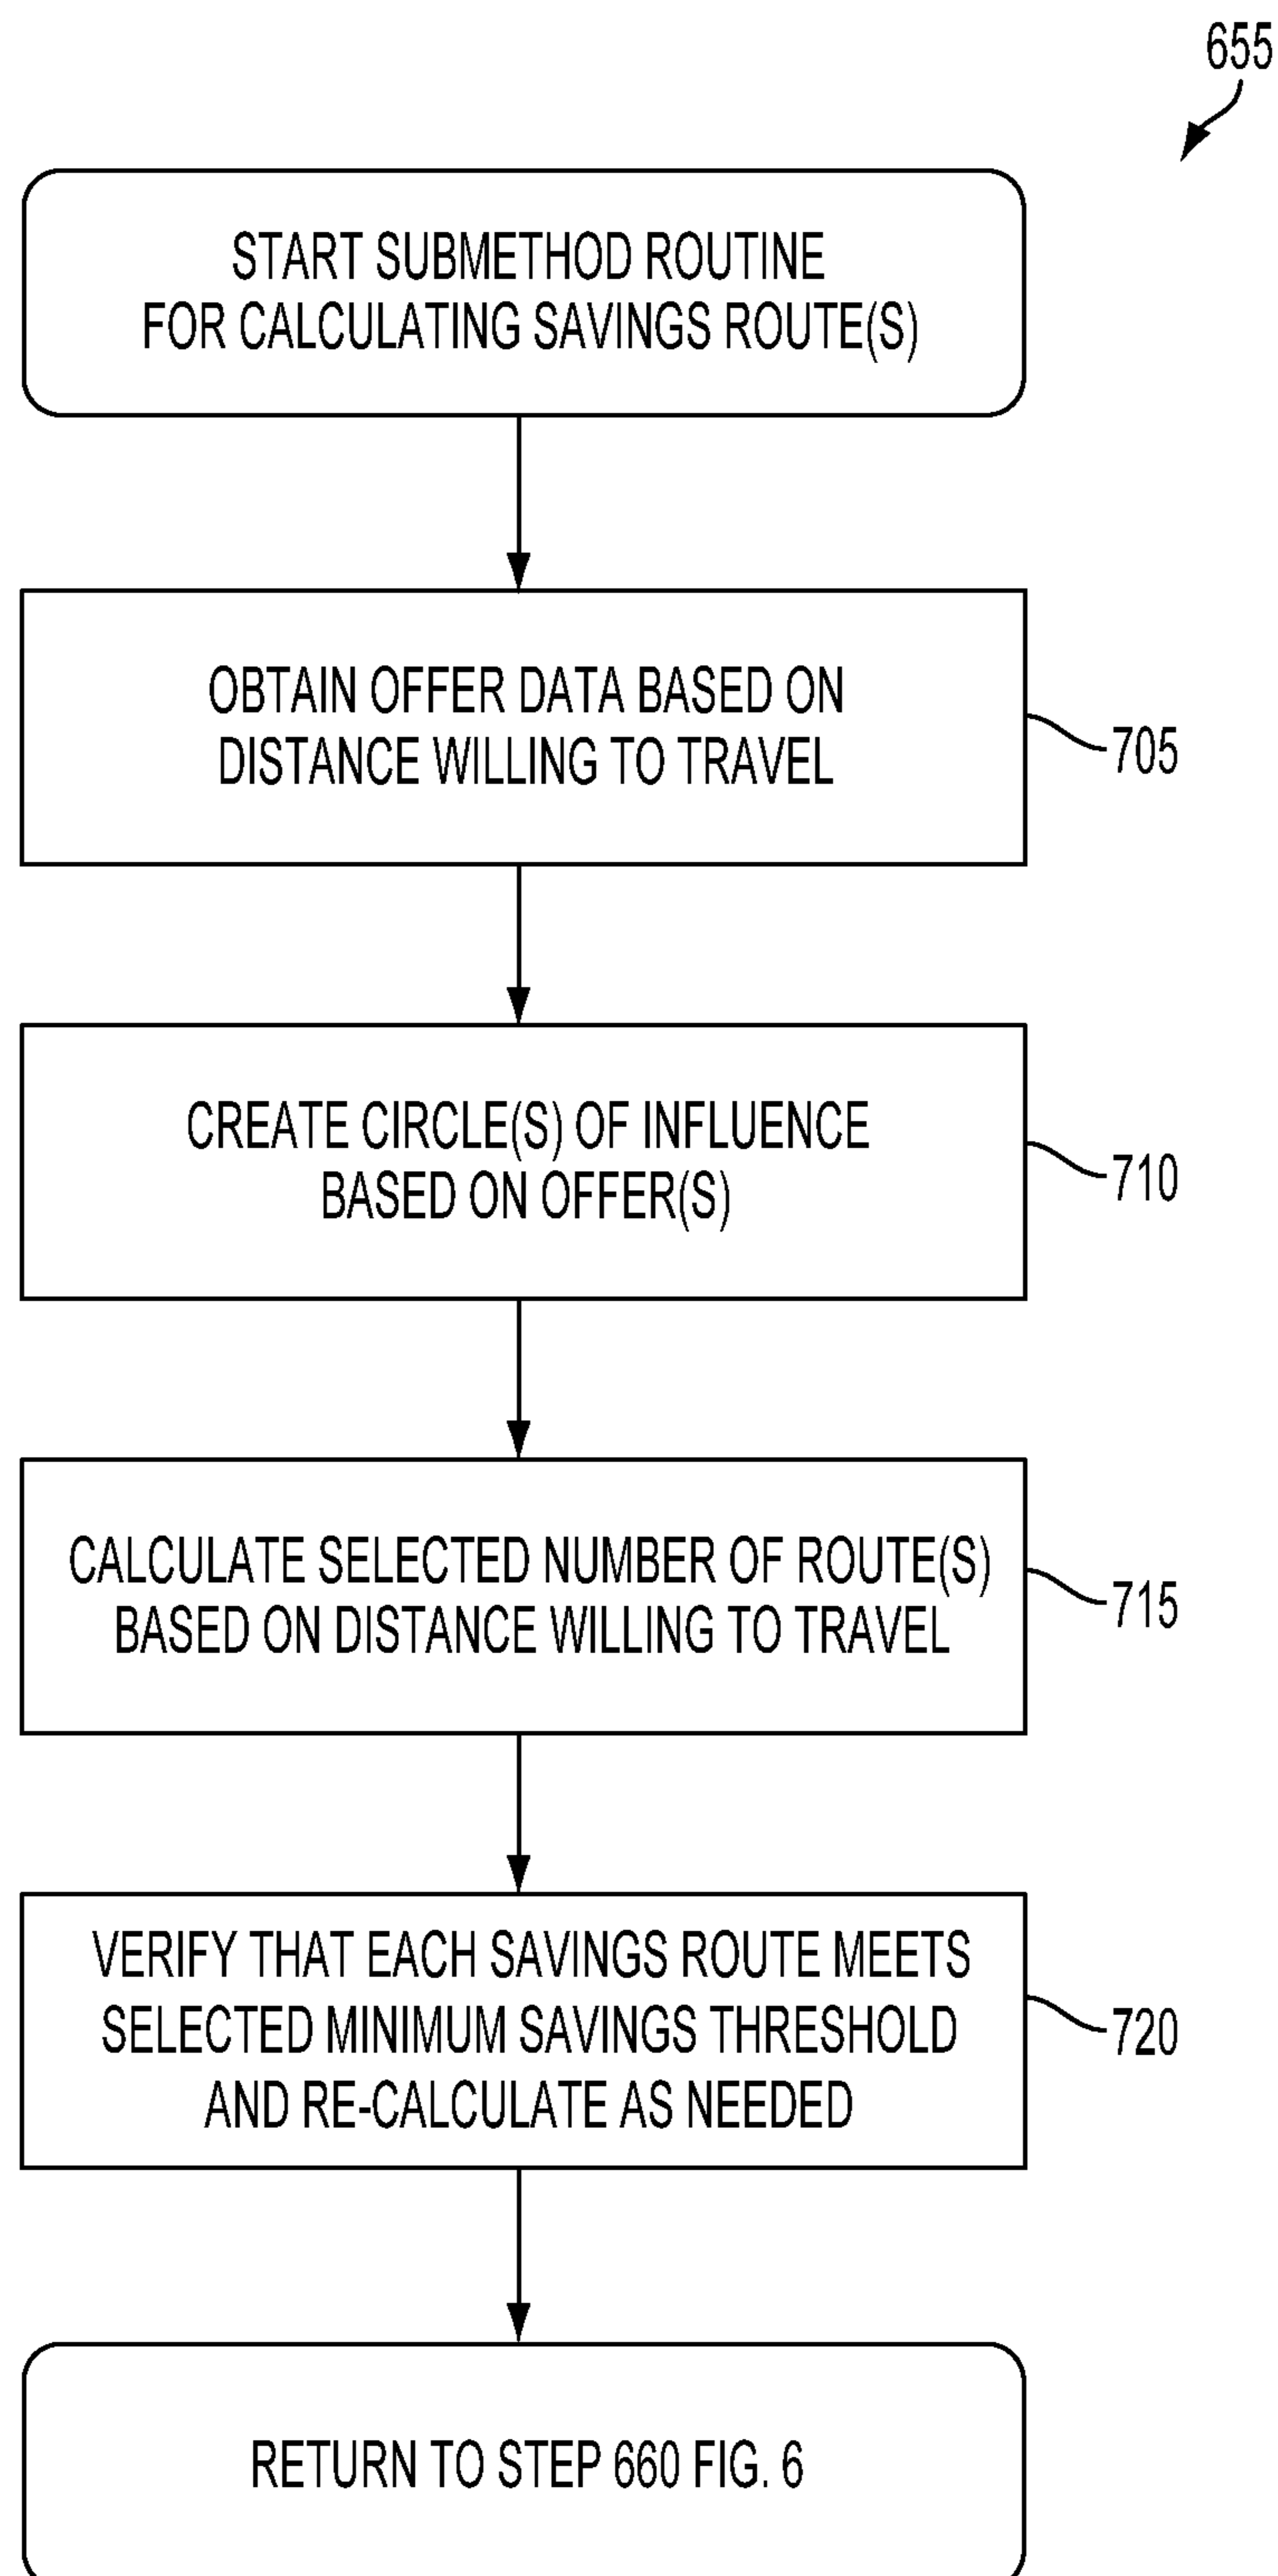 655
START SUBMETHOD ROUTINE
FOR CALCULATING SAVINGS ROUTE(S)
OBTAIN OFFER DATA BASED ON
DISTANCE WILLING TO TRAVEL
705
CREATE CIRCLE(S) OF INFLUENCE
BASED ON OFFER(S)
710
CALCULATE SELECTED NUMBER OF ROUTE(S)
BASED ON DISTANCE WILLING TO TRAVEL
715
VERIFY THAT EACH SAVINGS ROUTE MEETS
SELECTED MINIMUM SAVINGS THRESHOLD
AND RE-CALCULATE AS NEEDED
720
RETURN TO STEP 660 FIG. 6